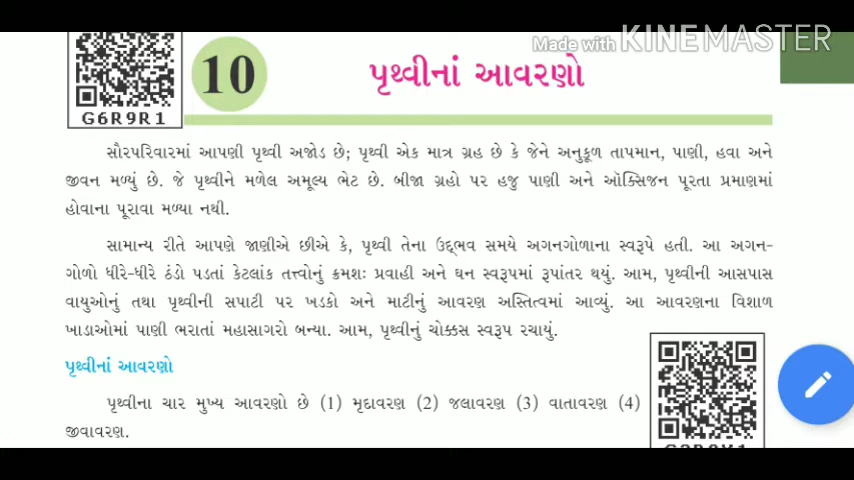 Made with KINEMASTER
G6R9R1
10
પૃથ્વીનાં આવરણો
સૌરપરિવારમાં આપણી પૃથ્વી અજોડ છે; પૃથ્વી એક માત્ર ગ્રહ છે કે જેને અનુકૂળ તાપમાન, પાણી, હવા અને
જીવન મળ્યું છે. જે પૃથ્વીને મળેલ અમૂલ્ય ભેટ છે. બીજા ગ્રહો પર હજુ પાણી અને ઑક્સિજન પૂરતા પ્રમાણમાં
હોવાના પૂરાવા મળ્યા નથી.
સામાન્ય રીતે આપણે જાણીએ છીએ કે, પૃથ્વી તેના ઉદ્ભવ સમયે અગનગોળાના સ્વરૂપે હતી. આ અગન-
ગોળો ધીરે-ધીરે ઠંડો પડતાં કેટલાંક તત્ત્વોનું ક્રમશઃ પ્રવાહી અને ઘન સ્વરૂપમાં રૂપાંતર થયું. આમ, પૃથ્વીની આસપાસ
વાયુઓનું તથા પૃથ્વીની સપાટી પર ખડકો અને માટીનું આવરણ અસ્તિત્વમાં આવ્યું. આ આવરણના વિશાળ
ખાડાઓમાં પાણી ભરાતાં મહાસાગરો બન્યા. આમ, પૃથ્વીનું ચોક્કસ સ્વરૂપ રચાયું.
પૃથ્વીનાં આવરણો
પૃથ્વીના ચાર મુખ્ય આવરણો છે (1) મૃદાવરણ (2) જલાવરણ (3) વાતાવરણ (4)
જીવાવરણ.